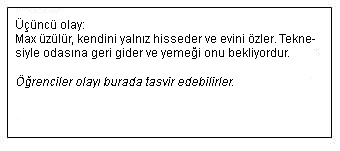 Üçüncü olay:
Max üzülür, kendini yalnız hisseder ve evini özler. Tekne-
siyle odasına geri gider ve yemeği onu bekliyordur.
Öğrenciler olayı burada tasvir edebilirler.